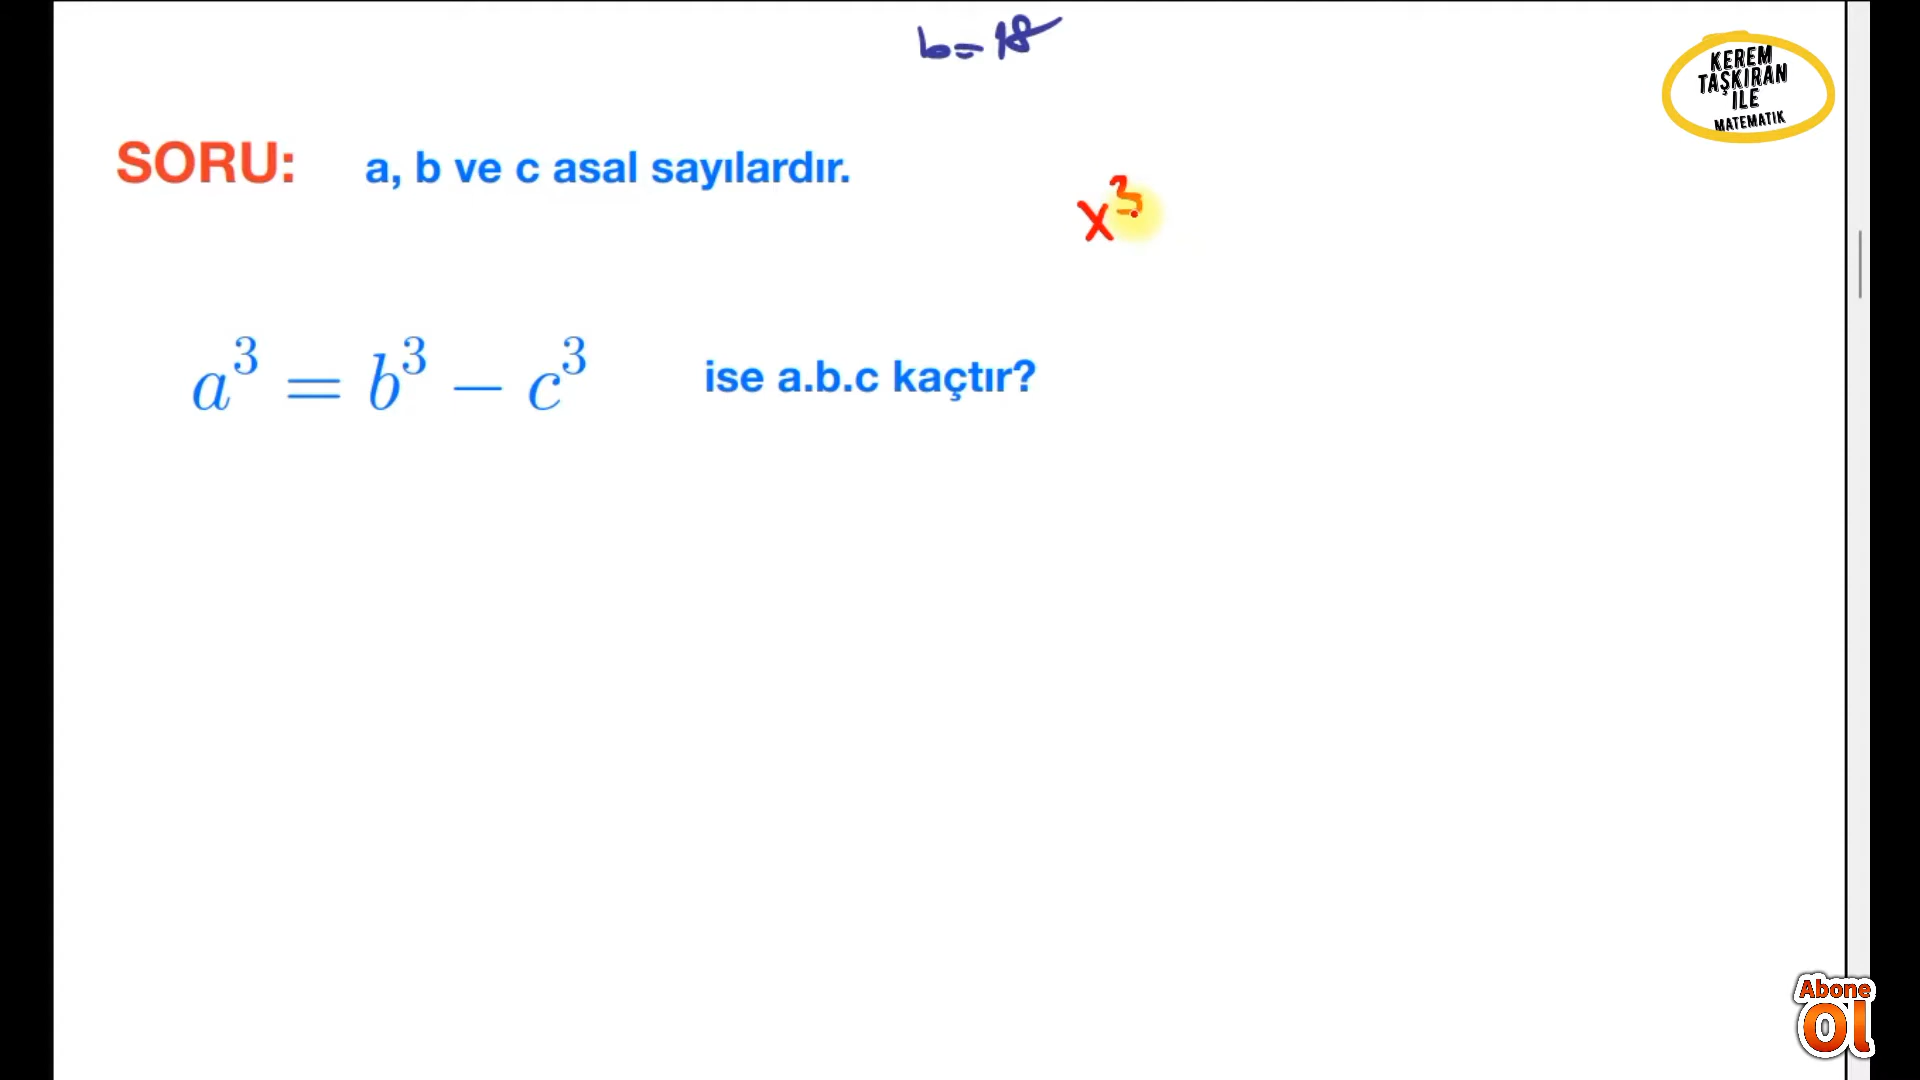 b=18
KEREM
TAŞKIRAN
İLE
MATEMATİK
SORU: a, b ve c asal sayılardır.
x³
a³ = b³ − c³ ise a.b.c kaçtır?
Abone
Ol